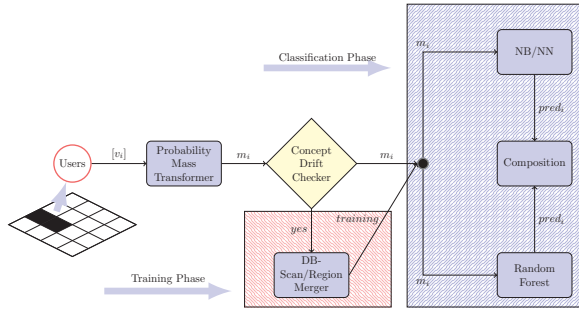 Classification Phase
m_i
NB/NN
pred_i
Users
[v_i]
Probability
Mass
Transformer
m_i
Concept
Drift
Checker
m_i
Composition
yes
training
pred_i
DB-
Scan/Region
Merger
Training Phase
m_i
Random
Forest